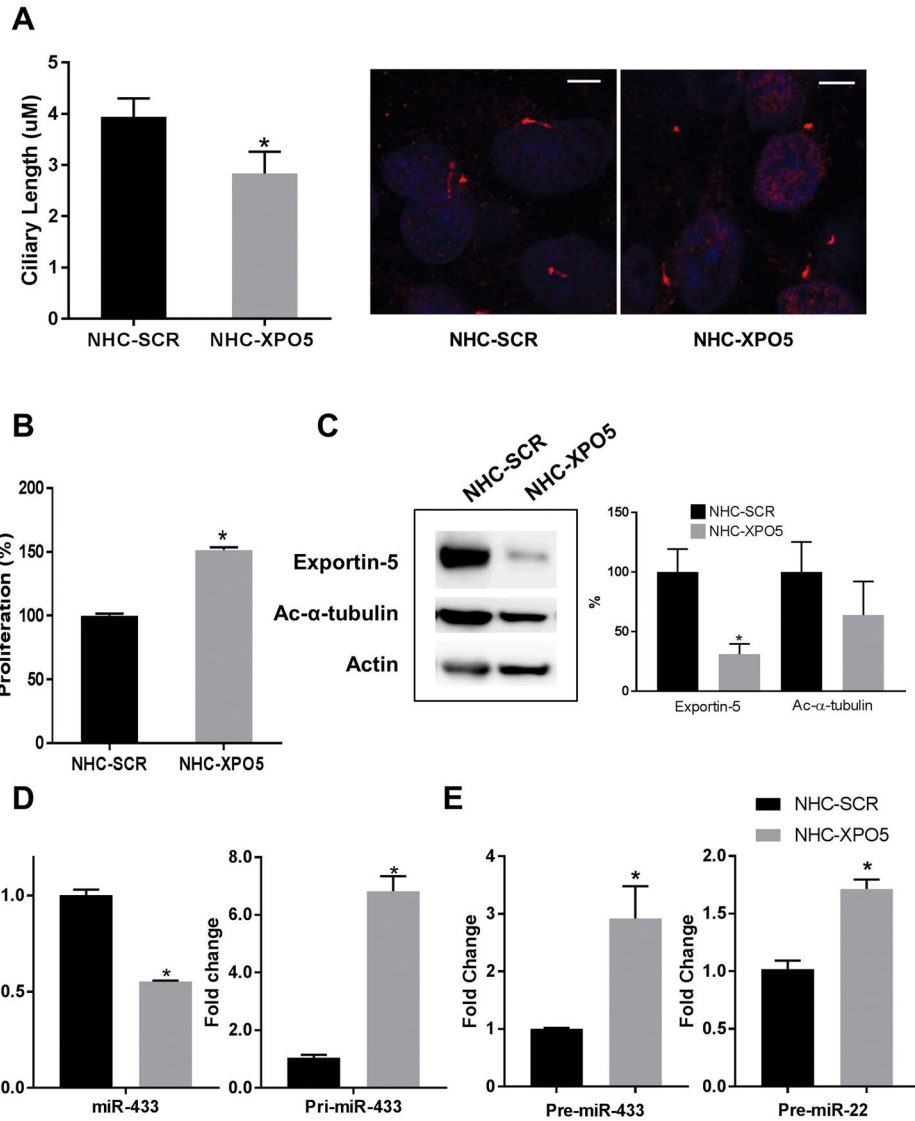 A
Ciliary Length (uM)
5
4
3
2
1
0
NHC-SCR NHC-XPO5
NHC-SCR NHC-XPO5
*
B
Proliferation (%)
200
150
100
50
0
*
NHC-SCR NHC-XPO5
C
NHC-SCR NHC-XPO5
Exportin-5
Ac-α-tubulin
Actin
NHC-SCR
NHC-XPO5
%
150
100
50
0
*
Exportin-5 Ac-α-tubulin
D
1.0
0.5
0.0
*
miR-433
Fold change
8.0
6.0
4.0
2.0
0.0
*
Pri-miR-433
E
NHC-SCR
NHC-XPO5
Fold Change
4
3
2
1
0
*
Pre-miR-433
Fold Change
2.0
1.5
1.0
0.5
0.0
*
Pre-miR-22